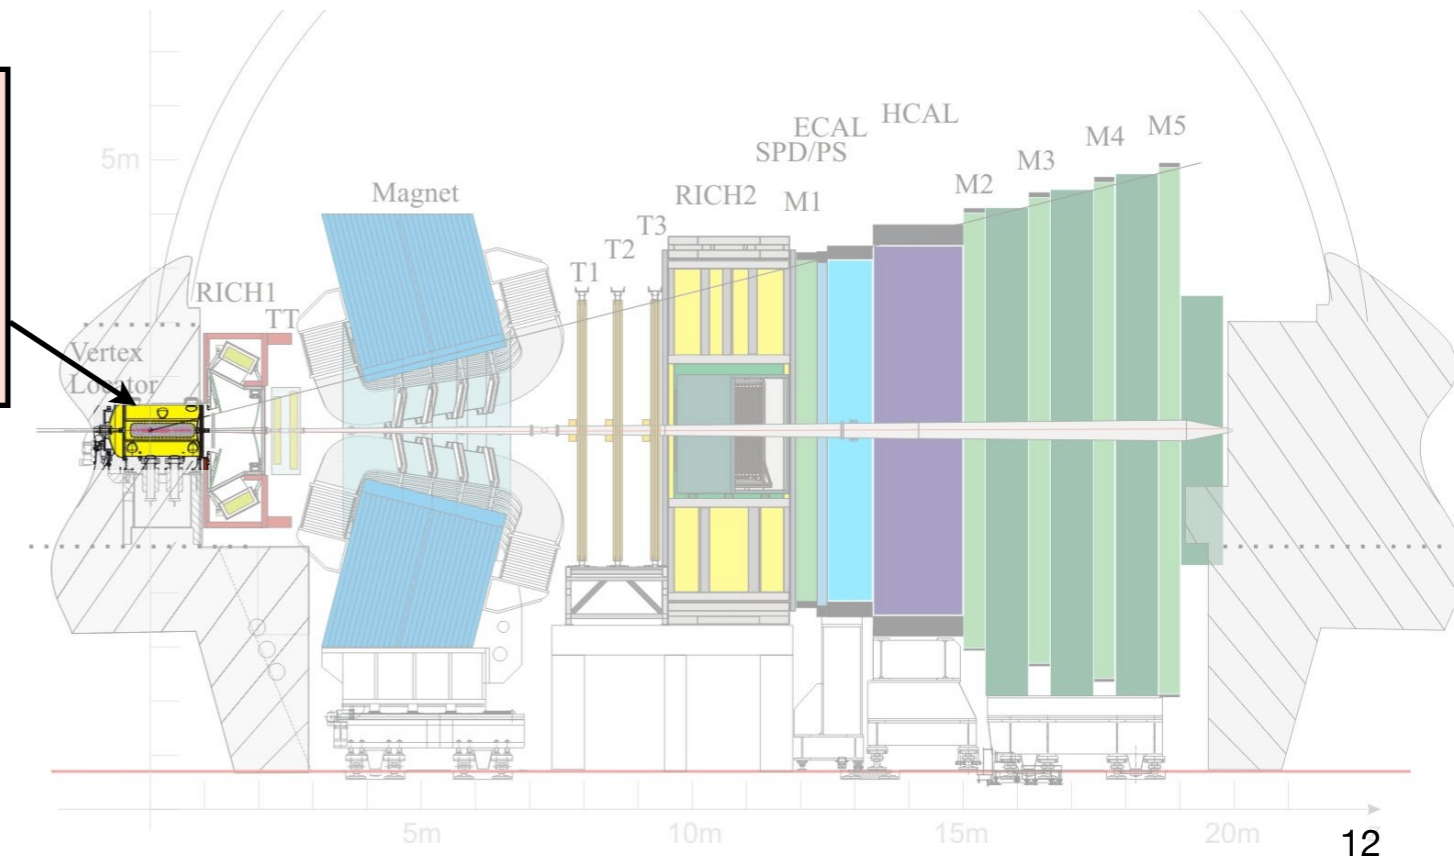 HCAL
ECAL
M5
M4
SPD/PS
M3
5m
M2
Magnet
RICH2
M1
T3
T2
T1
RICH1
TT
Vertex
Locator
5m
10m
15m
20m
12